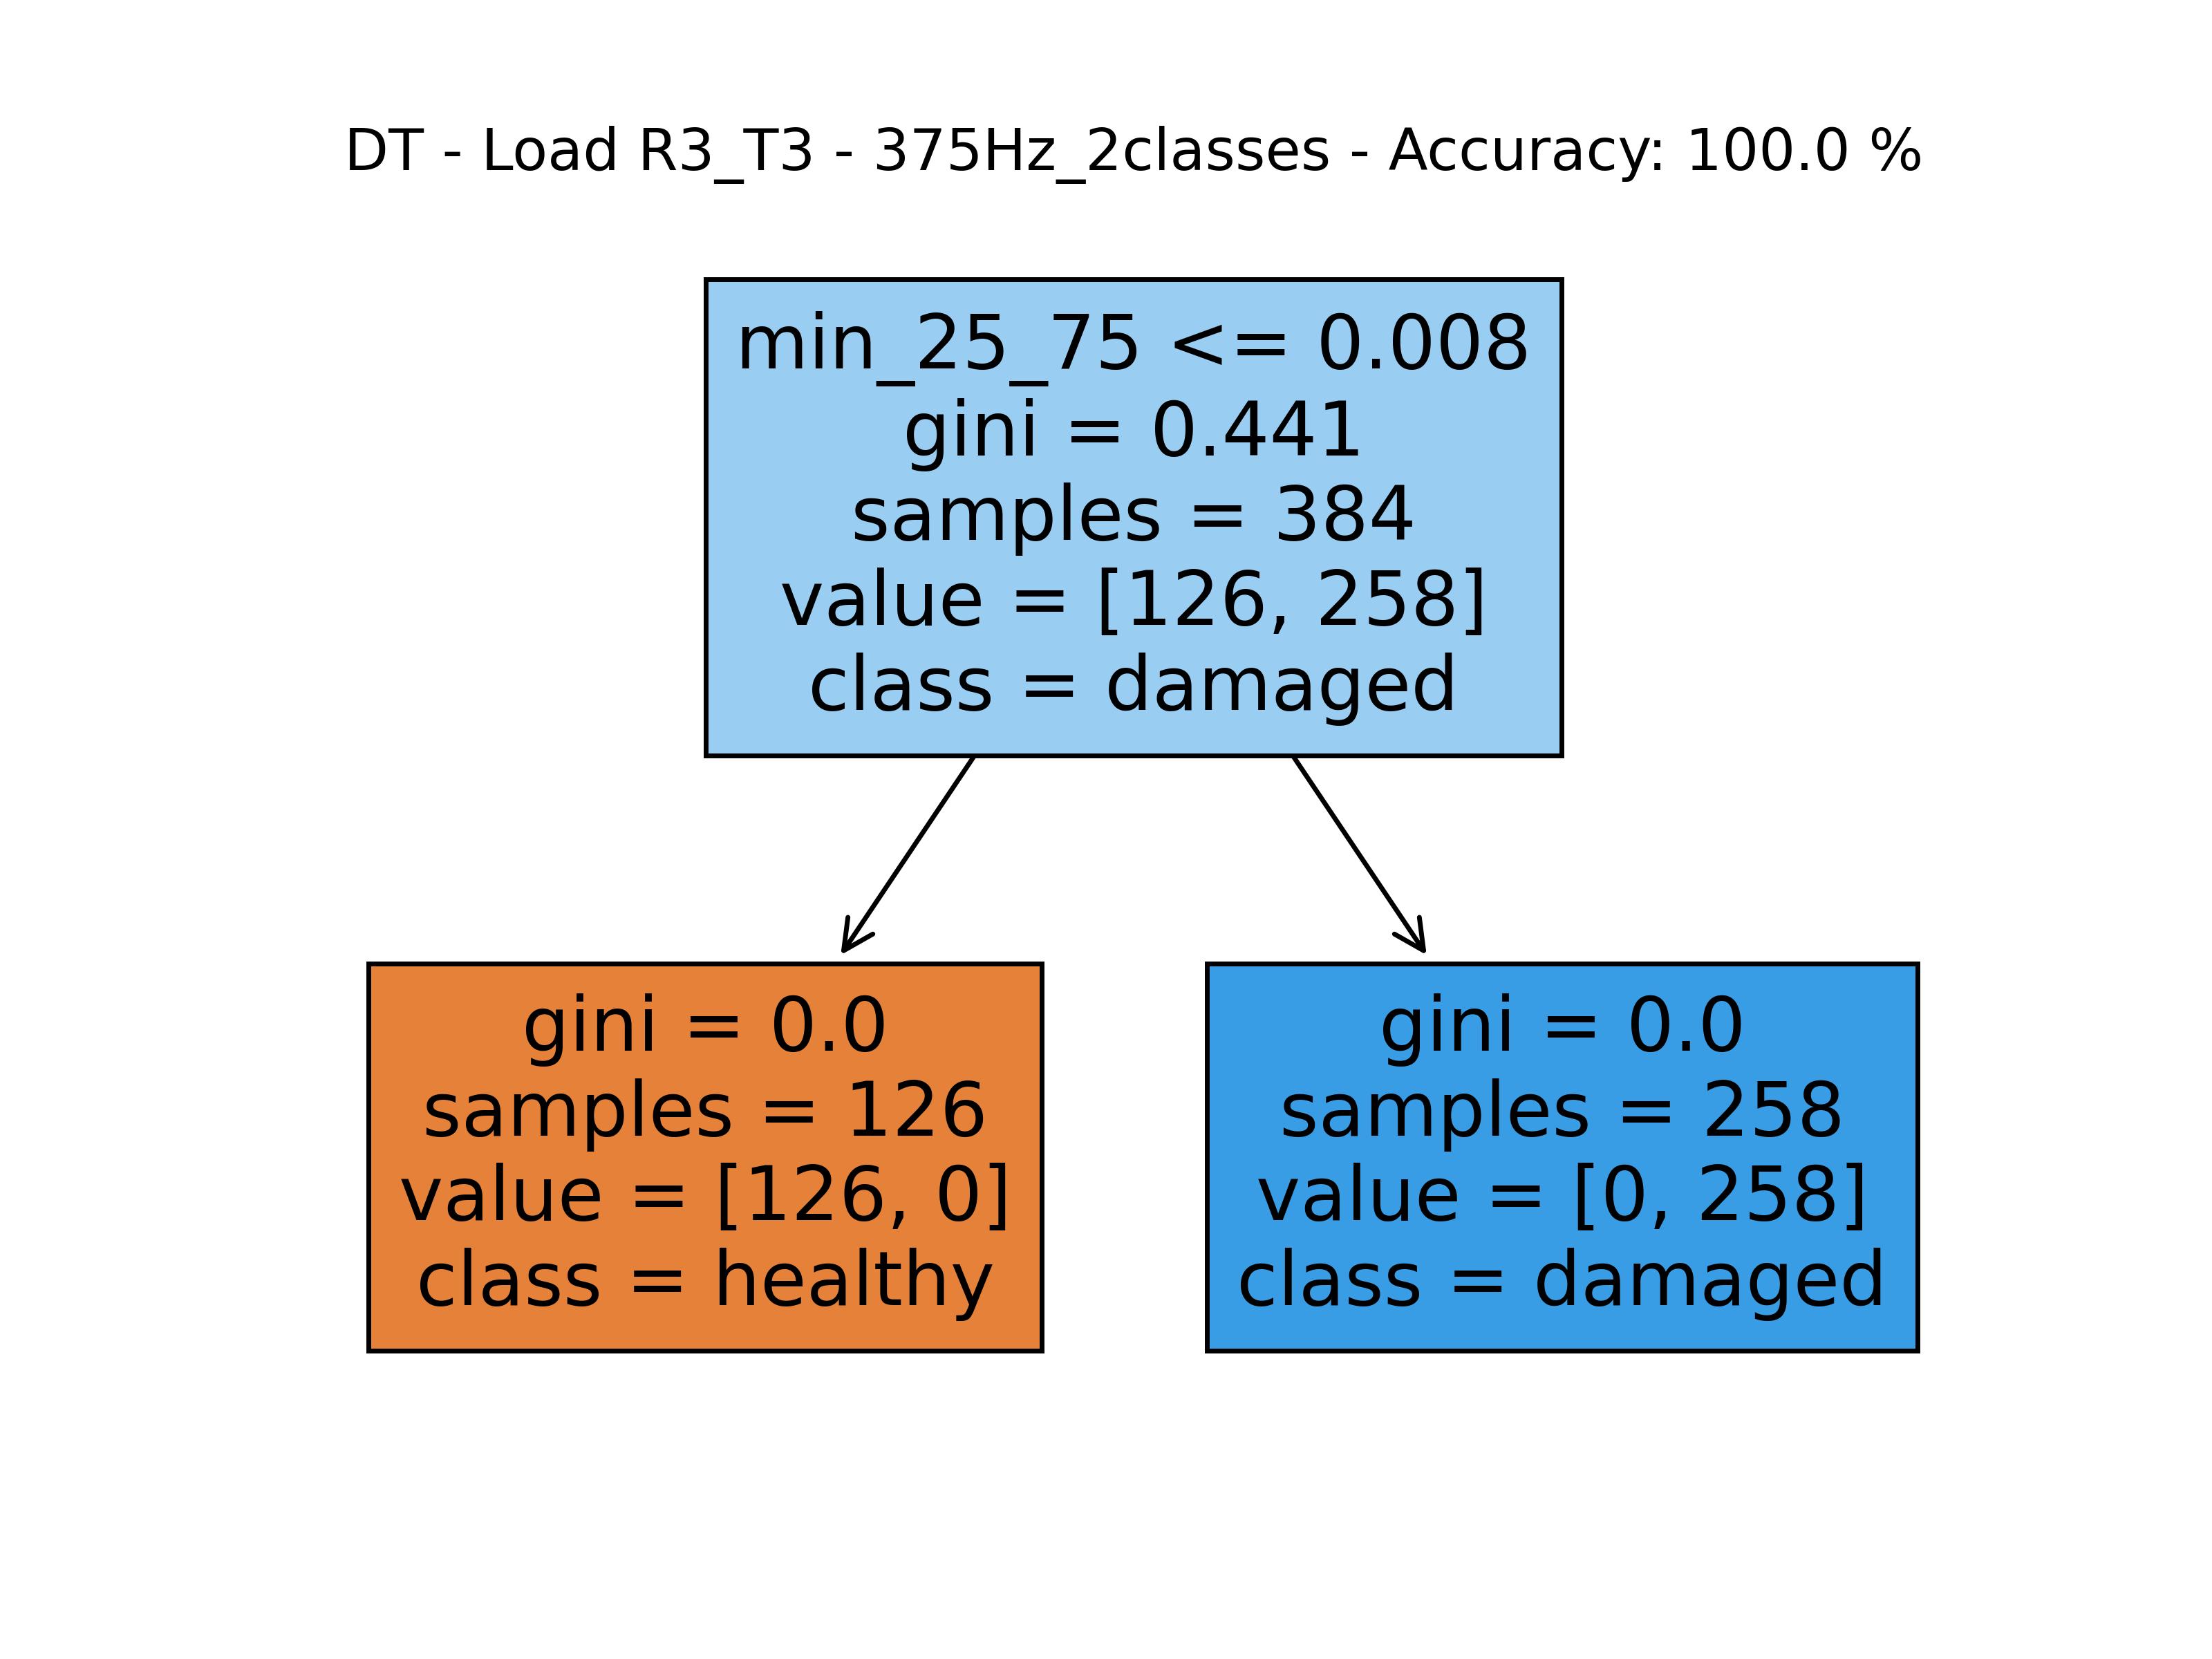 DT - Load R3_T3 - 375Hz_2classes - Accuracy: 100.0 %
min_25_75 <= 0.008
gini = 0.441
samples = 384
value = [126, 258]
class = damaged
gini = 0.0
samples = 126
value = [126, 0]
class = healthy
gini = 0.0
samples = 258
value = [0, 258]
class = damaged